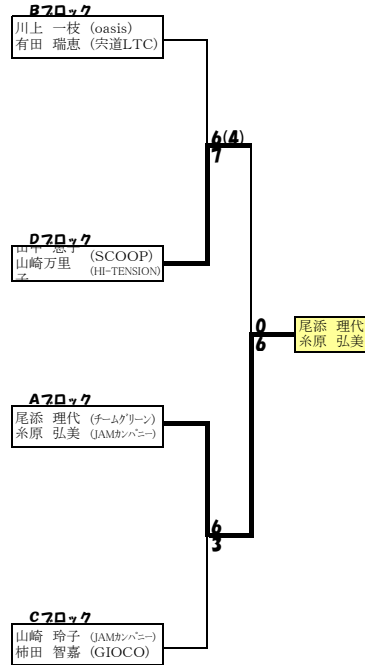 Bブロック
川上 一枝 (oasis)
有田 瑞恵 (宍道LTC)
6(4)
7
Dブロック
恵子 (SCOOP)
山崎万里子 (HI-TENSION)
0
6
尾添 理代
糸原 弘美
Aブロック
尾添 理代 (チームグリーン)
糸原 弘美 (JAMカンパニー)
6
3
Cブロック
山崎 玲子 (JAMカンパニー)
柿田 智嘉 (GIOCO)